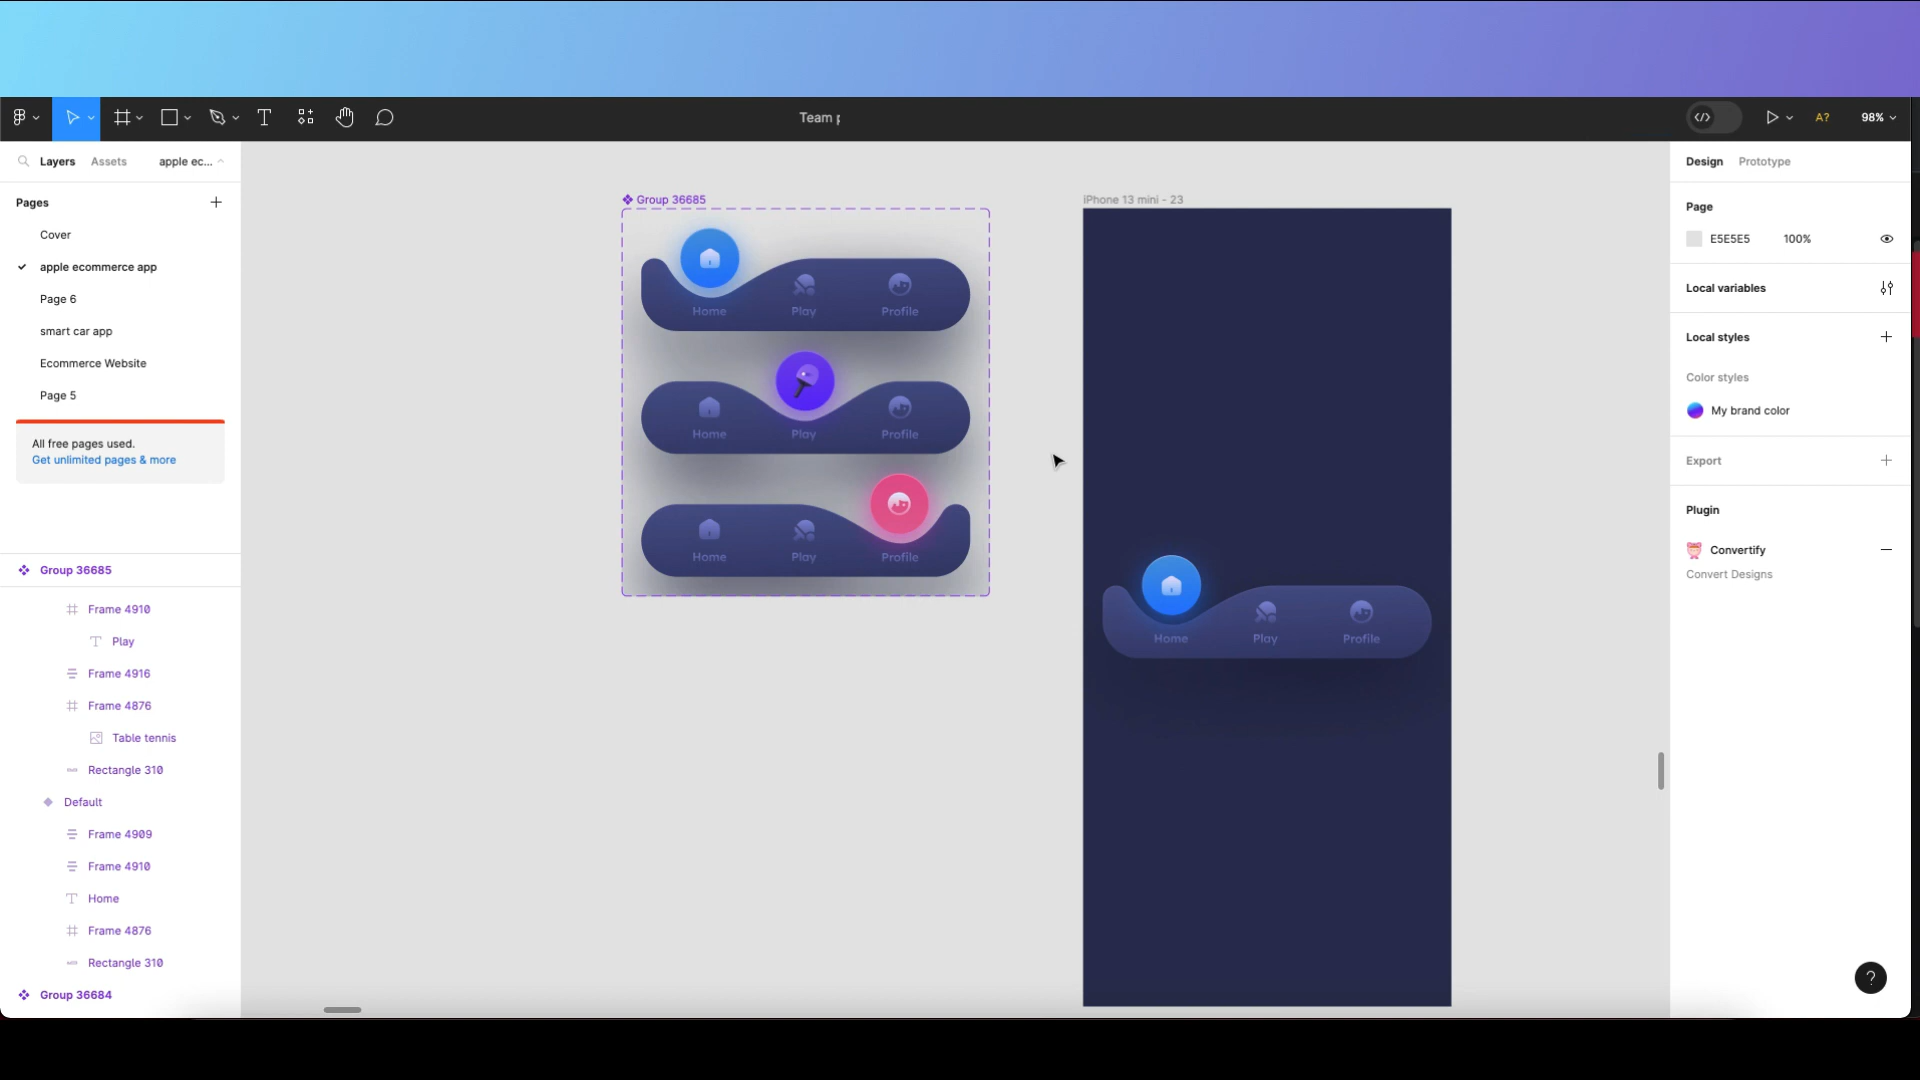 Team p
A?
98%
Layers
Assets
apple ec...
Pages
Cover
apple ecommerce app
Page 6
smart car app
Ecommerce Website
Page 5
All free pages used.
Get unlimited pages & more
Group 36685
Frame 4910
Play
Frame 4916
Frame 4876
Table tennis
Rectangle 310
Default
Frame 4909
Frame 4910
Home
Frame 4876
Rectangle 310
Group 36684
Group 36685
Home Play Profile
Home Play Profile
Home Play Profile
iPhone 13 mini - 23
Home Play Profile
Design
Prototype
Page
E5E5E5 100%
Local variables
Local styles
Color styles
My brand color
Export
Plugin
Convertify
Convert Designs
?